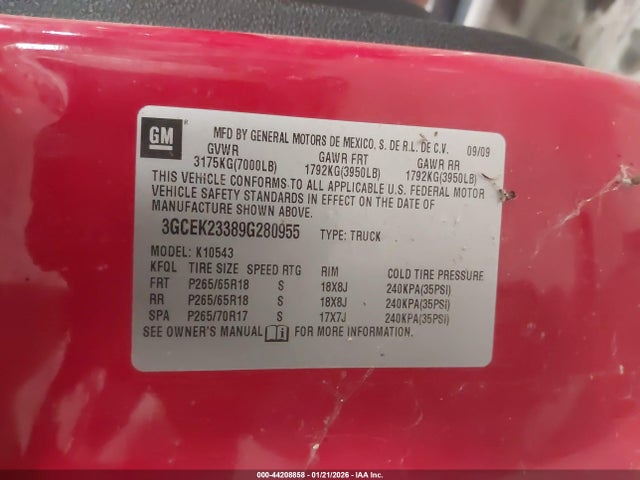 GM ®
MFD BY GENERAL MOTORS DE MEXICO, S. DE R.L. DE C.V. 09/09
GVWR GAWR FRT GAWR RR
3175KG(7000LB) 1792KG(3950LB) 1792KG(3950LB)
THIS VEHICLE CONFORMS TO ALL APPLICABLE U.S. FEDERAL MOTOR
VEHICLE SAFETY STANDARDS IN EFFECT ON THE DATE OF
MANUFACTURE SHOWN ABOVE.
3GCEK23389G280955 TYPE: TRUCK
MODEL: K10543
KFQL TIRE SIZE SPEED RTG RIM COLD TIRE PRESSURE
FRT P265/65R18 S 18X8J 240KPA(35PSI)
RR P265/65R18 S 18X8J 240KPA(35PSI)
SPA P265/70R17 S 17X7J 240KPA(35PSI)
SEE OWNER'S MANUAL FOR MORE INFORMATION.
000-44208858 - 01/21/2026 - IAA Inc.